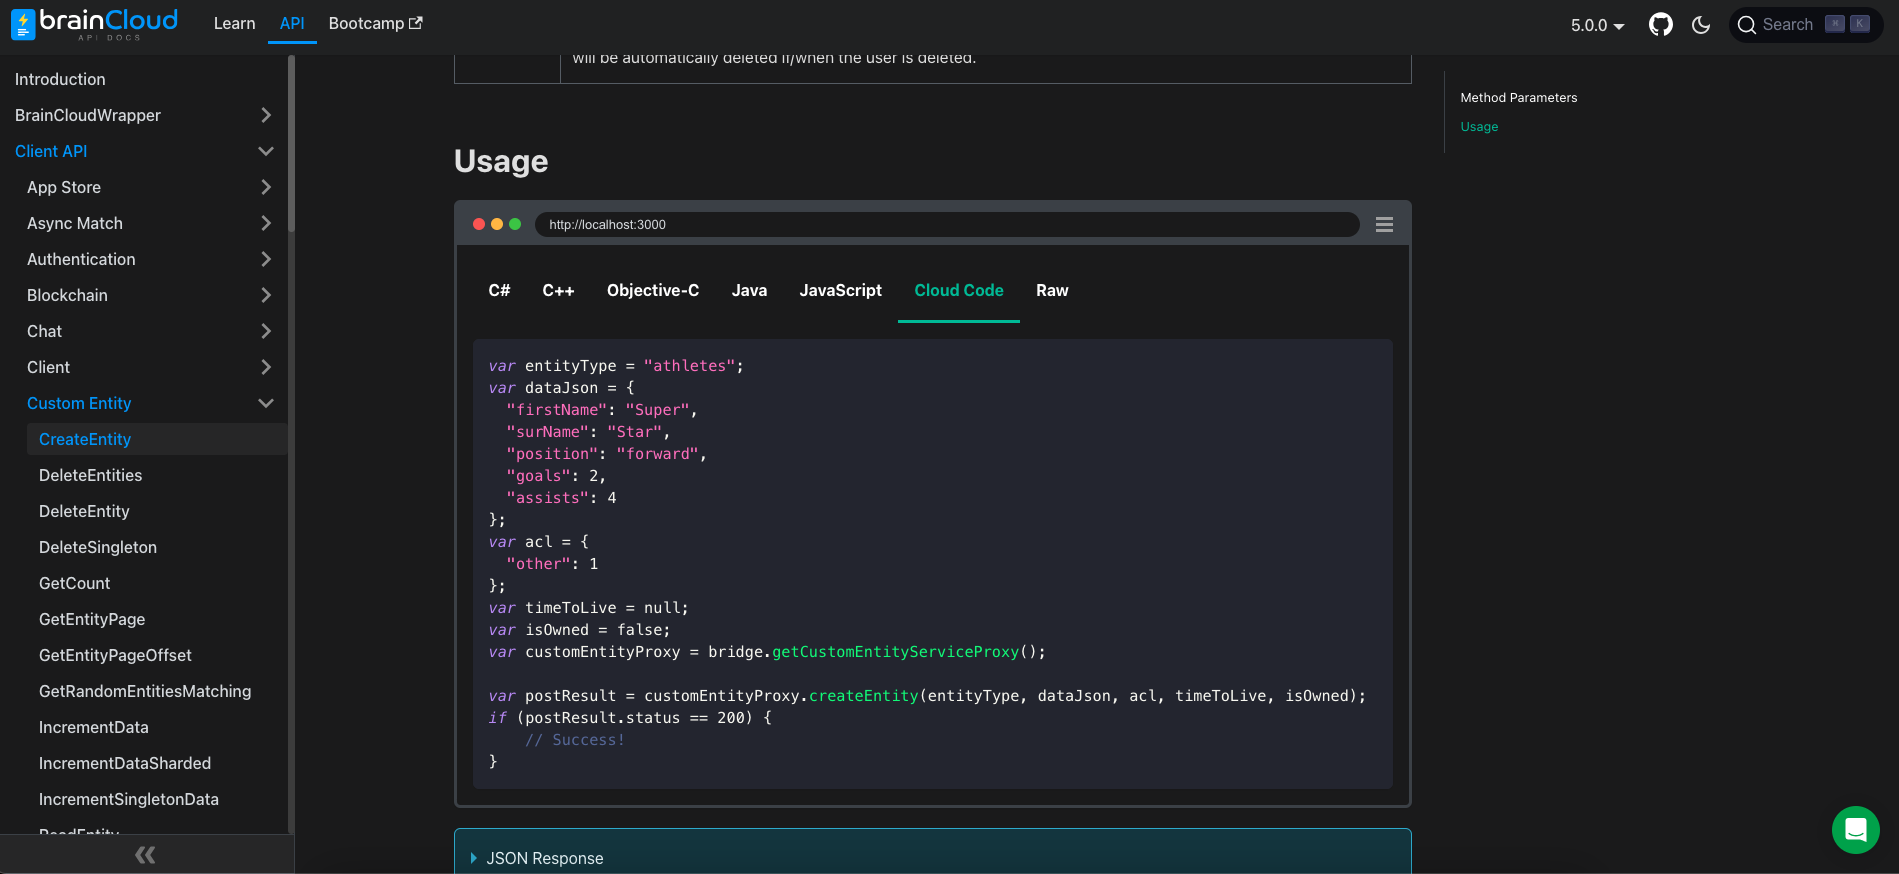 brainCloud
API DOCS
Learn
API
Bootcamp
5.0.0
Search
⌘ K
Introduction
BrainCloudWrapper
Client API
App Store
Async Match
Authentication
Blockchain
Chat
Client
Custom Entity
CreateEntity
DeleteEntities
DeleteEntity
DeleteSingleton
GetCount
GetEntityPage
GetEntityPageOffset
GetRandomEntitiesMatching
IncrementData
IncrementDataSharded
IncrementSingletonData
ReadEntity
will be automatically deleted if/when the user is deleted.
Usage
http://localhost:3000
C#
C++
Objective-C
Java
JavaScript
Cloud Code
Raw
var entityType = "athletes";
var dataJson = {
  "firstName": "Super",
  "surName": "Star",
  "position": "forward",
  "goals": 2,
  "assists": 4
};
var acl = {
  "other": 1
};
var timeToLive = null;
var isOwned = false;
var customEntityProxy = bridge.getCustomEntityServiceProxy();
var postResult = customEntityProxy.createEntity(entityType, dataJson, acl, timeToLive, isOwned);
if (postResult.status == 200) {
    // Success!
}
JSON Response
Method Parameters
Usage